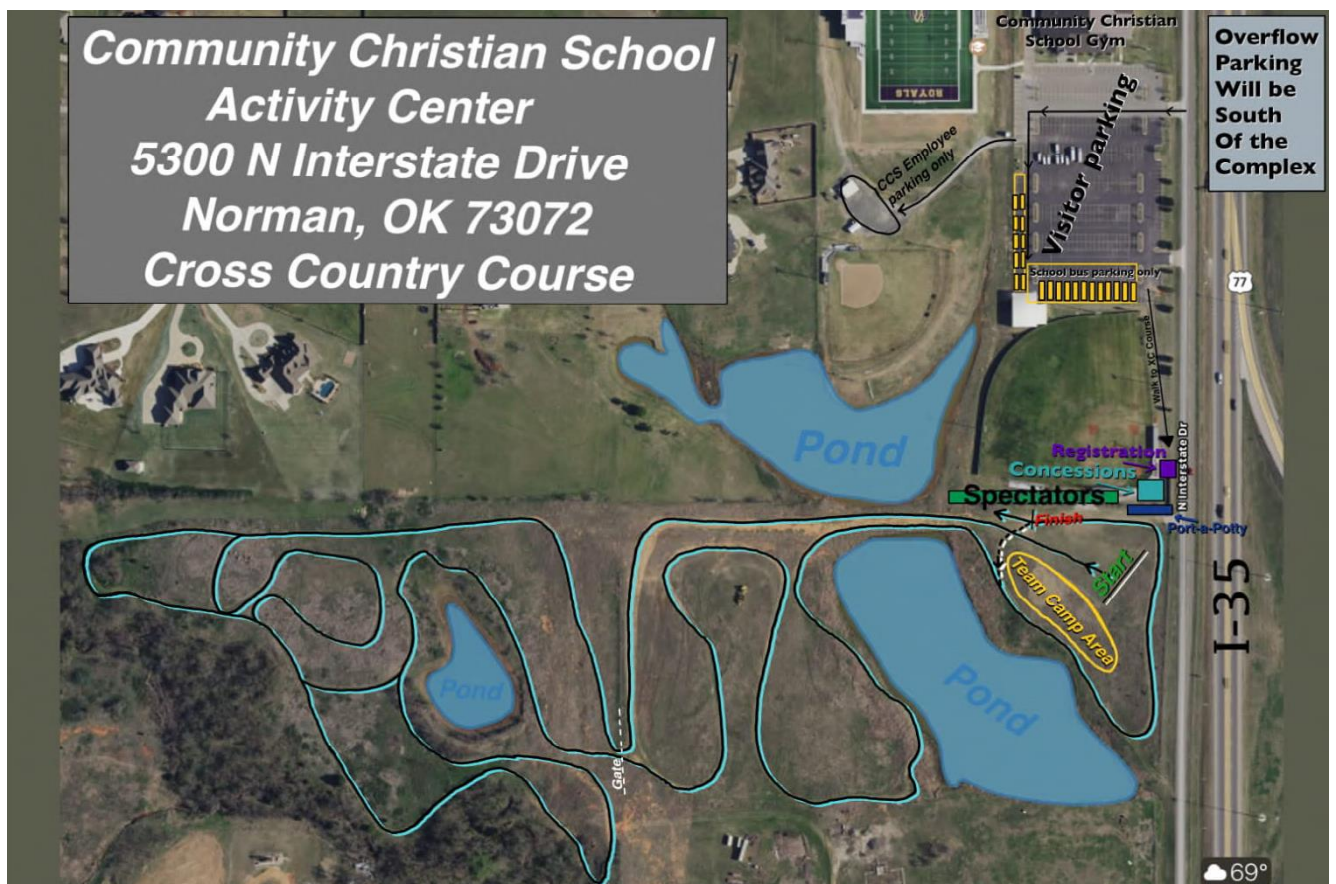 Community Christian School
Activity Center
5300 N Interstate Drive
Norman, OK 73072
Cross Country Course
Community Christian
School Gym
Overflow
Parking
Will be
South
Of the
Complex
ROYALS
Visitor parking
CCS Employee
parking only
School bus parking only
77
Walk to XC Course
Pond
Registration
Concessions
Spectators
N Interstate Dr
Finish
Port-a-Potty
Start
Team Camp Area
I-35
Pond
Pond
Gate
69°